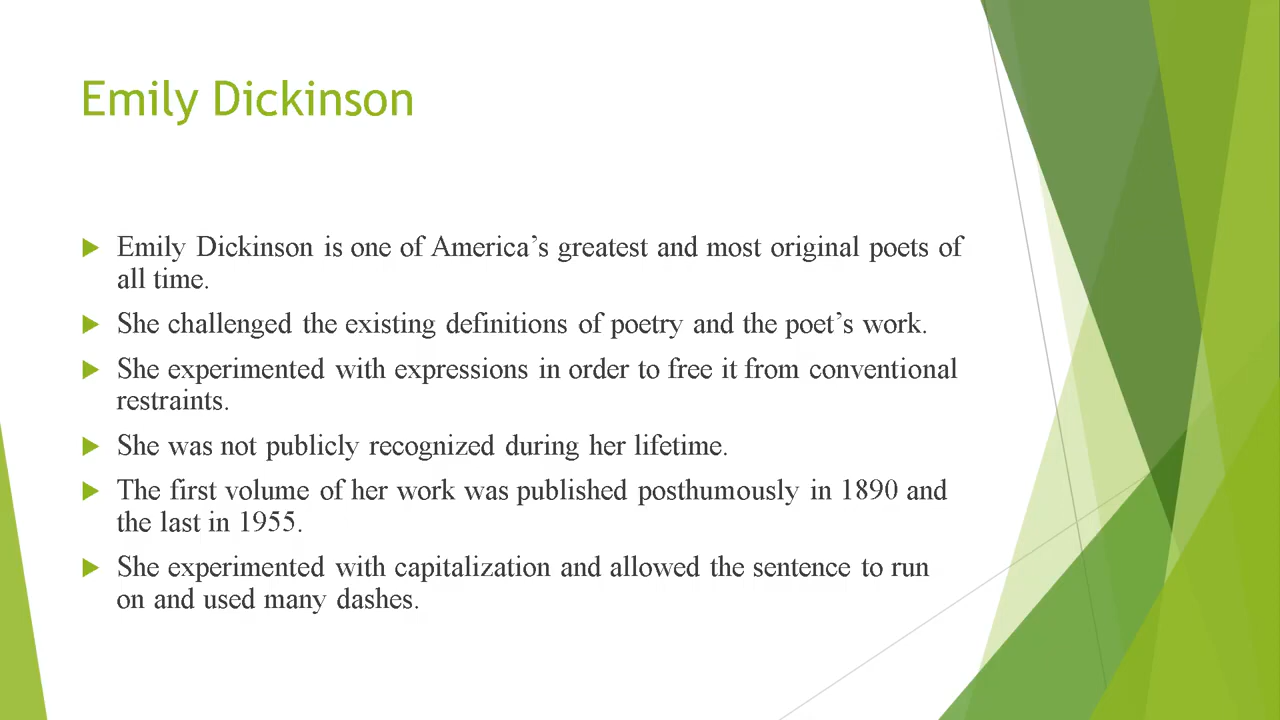 Emily Dickinson
Emily Dickinson is one of America’s greatest and most original poets of
all time.
She challenged the existing definitions of poetry and the poet’s work.
She experimented with expressions in order to free it from conventional
restraints.
She was not publicly recognized during her lifetime.
The first volume of her work was published posthumously in 1890 and
the last in 1955.
She experimented with capitalization and allowed the sentence to run
on and used many dashes.